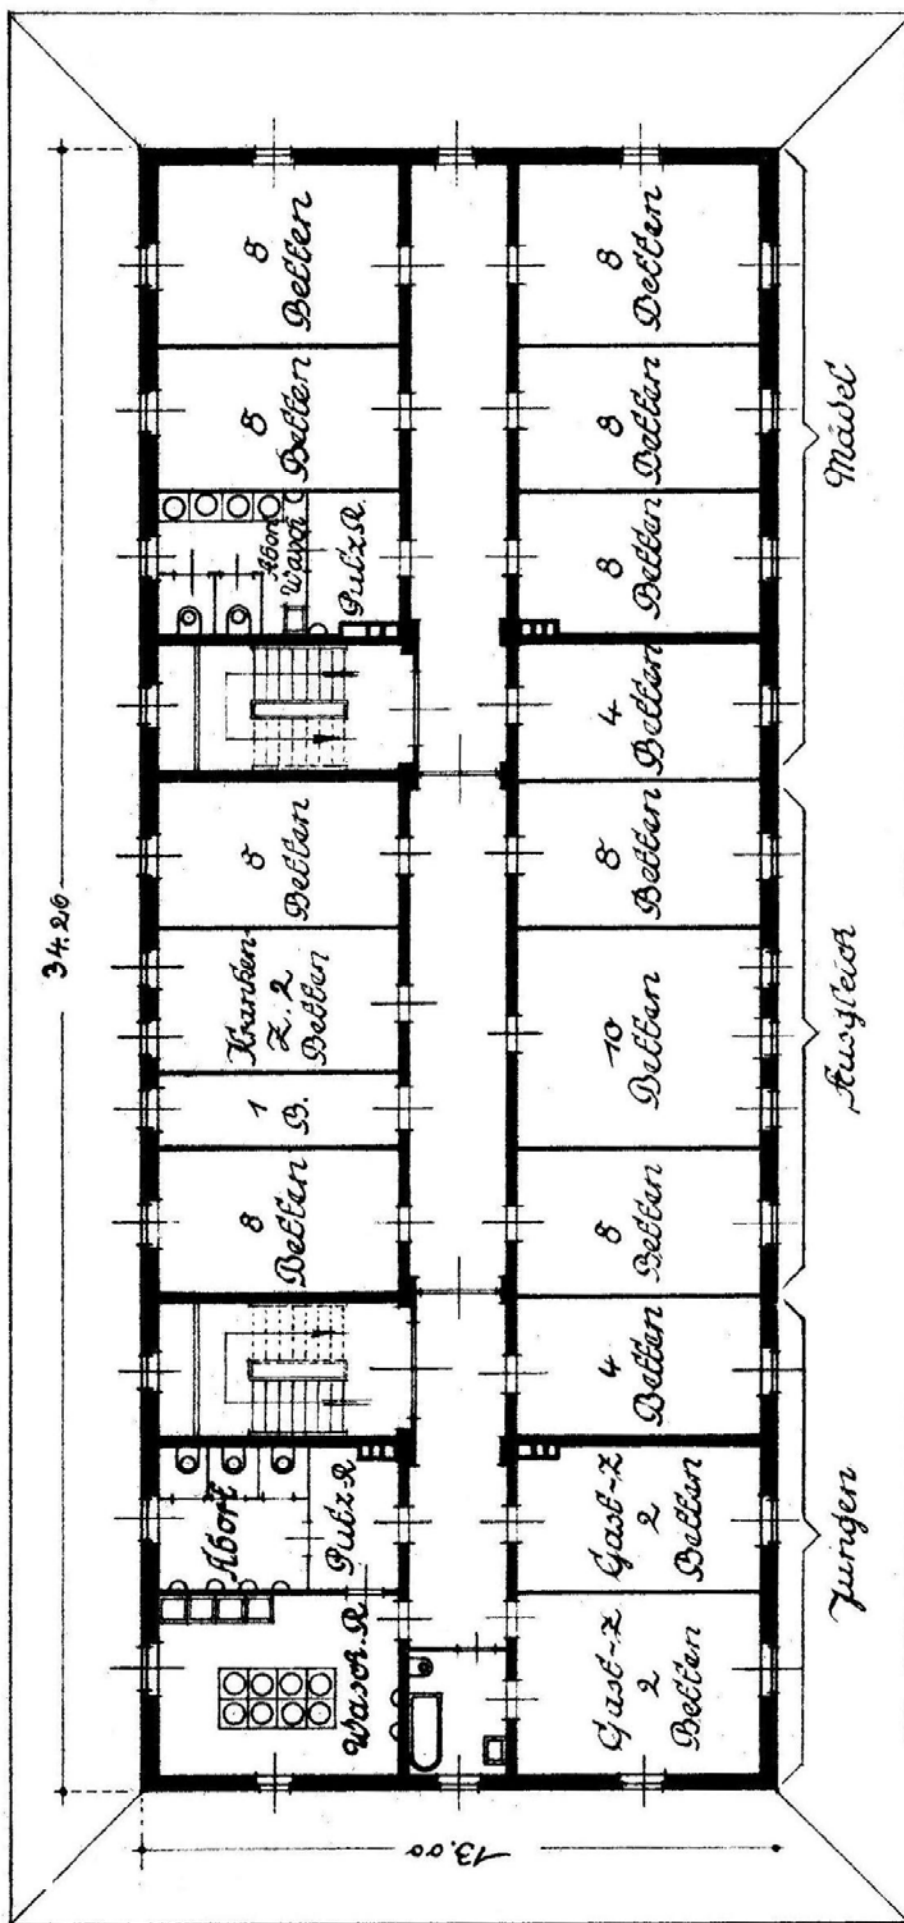 34.26
13.00
Wasch.R
Abort
Putz-R
8
Betten
1
B.
Kranken-
Z. 2
Betten
8
Betten
Abort
Wasch
Putz R.
8
Betten
8
Betten
Gast-Z
2
Betten
Gast-Z
2
Betten
4
Betten
8
Betten
10
Betten
8
Betten
4
Betten
8
Betten
8
Betten
8
Betten
Jungen
Ausgleich
Mädel